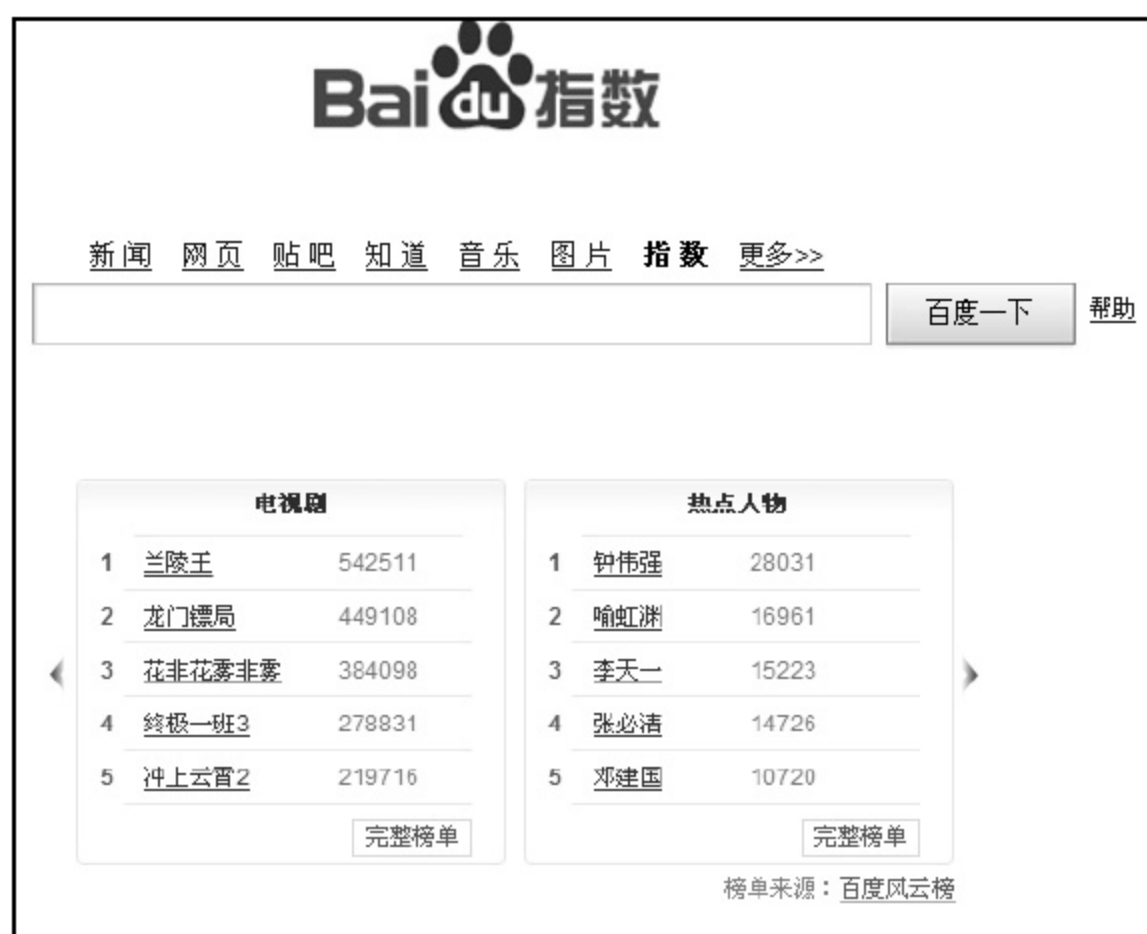 Bai du 指数
新闻 网页 贴吧 知道 音乐 图片 指数 更多>>
百度一下 帮助
电视剧
1 兰陵王 542511
2 龙门镖局 449108
3 花非花雾非雾 384098
4 终极一班3 278831
5 冲上云霄2 219716
完整榜单
热点人物
1 钟伟强 28031
2 喻虹渊 16961
3 李天一 15223
4 张必清 14726
5 邓建国 10720
完整榜单
榜单来源：百度风云榜